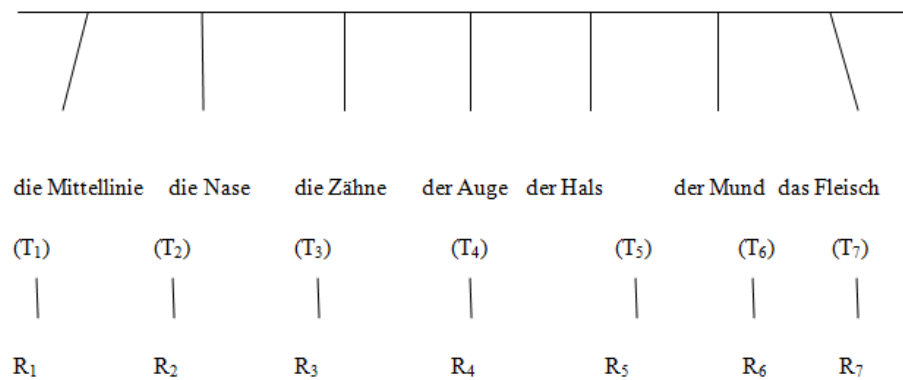 die Mittellinie die Nase die Zähne der Auge der Hals der Mund das Fleisch
(T₁) (T₂) (T₃) (T₄) (T₅) (T₆) (T₇)
R₁ R₂ R₃ R₄ R₅ R₆ R₇